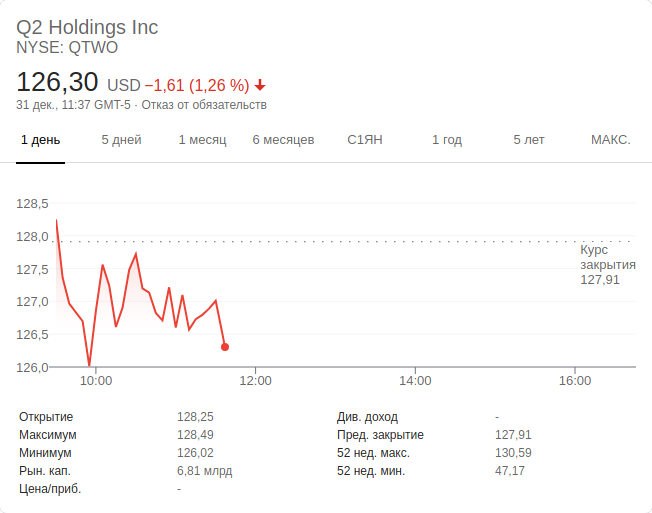 Q2 Holdings Inc
NYSE: QTWO
126,30 USD −1,61 (1,26 %)
31 дек., 11:37 GMT-5 · Отказ от обязательств
1 день 5 дней 1 месяц 6 месяцев С1ЯН 1 год 5 лет МАКС.
128,5
128,0
Курс
закрытия
127,91
127,5
127,0
126,5
126,0
10:00 12:00 14:00 16:00
Открытие 128,25 Див. доход -
Максимум 128,49 Пред. закрытие 127,91
Минимум 126,02 52 нед. макс. 130,59
Рын. кап. 6,81 млрд 52 нед. мин. 47,17
Цена/приб. -